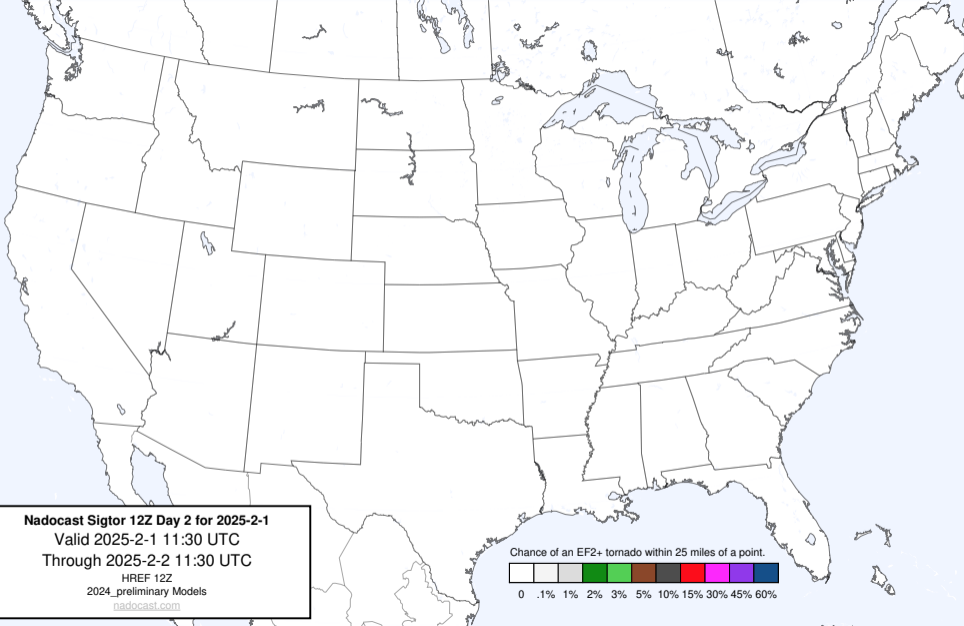 Nadocast Sigtor 12Z Day 2 for 2025-2-1
Valid 2025-2-1 11:30 UTC
Through 2025-2-2 11:30 UTC
HREF 12Z
2024_preliminary Models
nadocast.com
Chance of an EF2+ tornado within 25 miles of a point.
0 .1% 1% 2% 3% 5% 10% 15% 30% 45% 60%